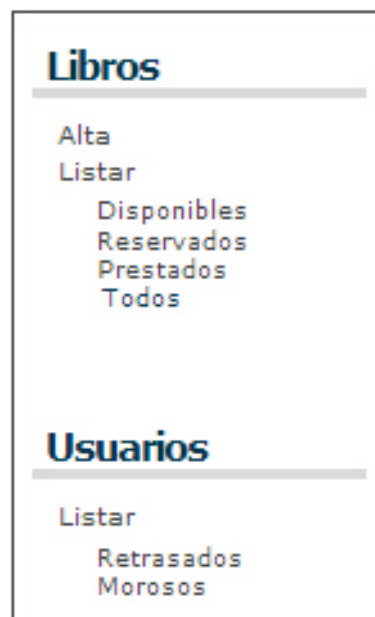 Libros
Alta
Listar
Disponibles
Reservados
Prestados
Todos
Usuarios
Listar
Retrasados
Morosos